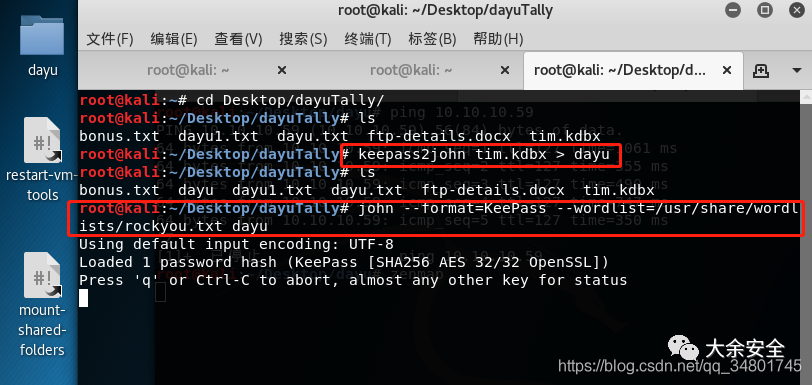 root@kali: ~/Desktop/dayuTally
文件(F) 编辑(E) 查看(V) 搜索(S) 终端(T) 标签(B) 帮助(H)
root@kali: ~ × root@kali: ~ × root@kali: ~/Desktop/d... ×
dayu
restart-vm-
tools
mount-
shared-
folders
root@kali:~# cd Desktop/dayuTally/
root@kali:~/Desktop/dayuTally# ls
bonus.txt dayu1.txt dayu.txt ftp-details.docx tim.kdbx
root@kali:~/Desktop/dayuTally# keepass2john tim.kdbx > dayu
root@kali:~/Desktop/dayuTally# ls
bonus.txt dayu dayu1.txt dayu.txt ftp-details.docx tim.kdbx
root@kali:~/Desktop/dayuTally# john --format=KeePass --wordlist=/usr/share/wordl
ists/rockyou.txt dayu
Using default input encoding: UTF-8
Loaded 1 password hash (KeePass [SHA256 AES 32/32 OpenSSL])
Press 'q' or Ctrl-C to abort, almost any other key for status
大余安全
https://blog.csdn.net/qq_34801745